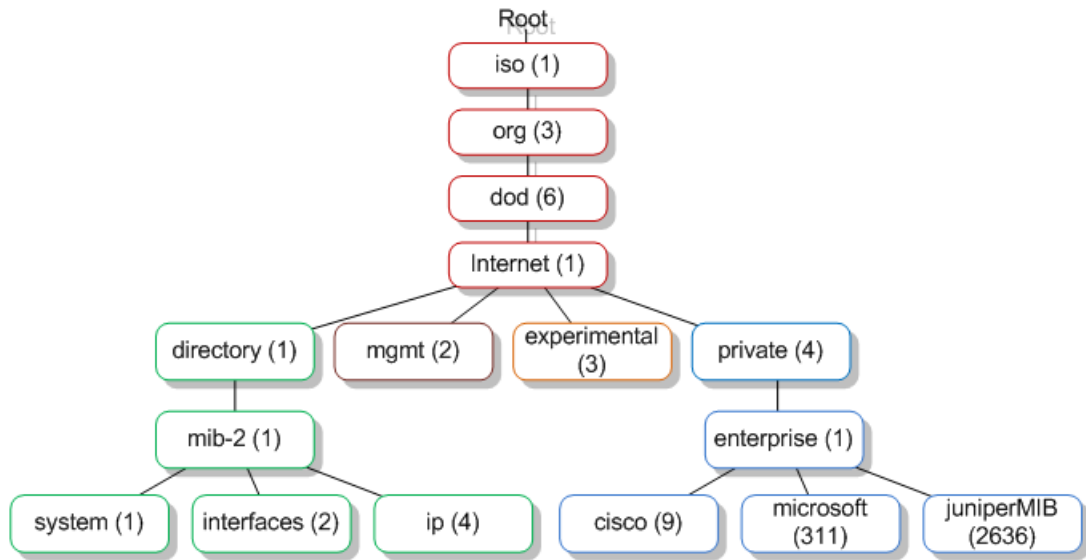 Root
Root
iso (1)
org (3)
dod (6)
Internet (1)
directory (1)
mgmt (2)
experimental
(3)
private (4)
mib-2 (1)
enterprise (1)
system (1)
interfaces (2)
ip (4)
cisco (9)
microsoft
(311)
juniperMIB
(2636)